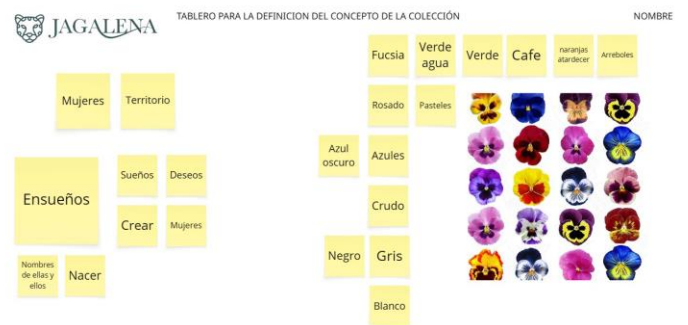 JAGALENA
TABLERO PARA LA DEFINICION DEL CONCEPTO DE LA COLECCIÓN
NOMBRE
Mujeres
Territorio
Ensueños
Sueños
Deseos
Crear
Mujeres
Nombres
de ellas y
ellos
Nacer
Fucsia
Verde
agua
Verde
Cafe
naranjas
atardecer
Arreboles
Rosado
Pasteles
Azul
oscuro
Azules
Crudo
Negro
Gris
Blanco